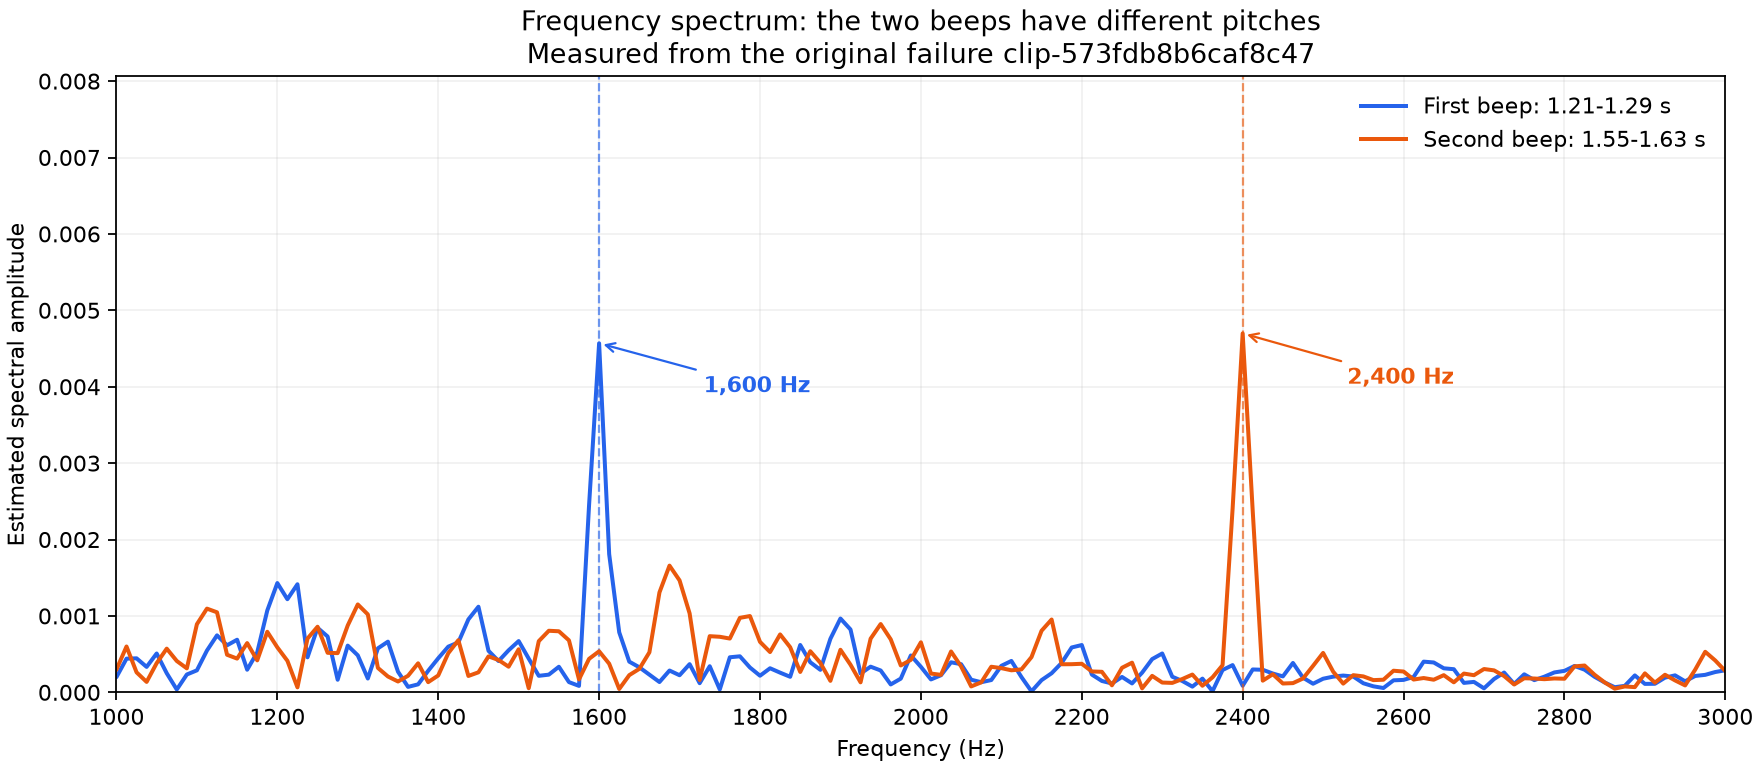 Frequency spectrum: the two beeps have different pitches
Measured from the original failure clip-573fdb8b6caf8c47
First beep: 1.21-1.29 s
Second beep: 1.55-1.63 s
Estimated spectral amplitude
0.008
0.007
0.006
0.005
0.004
0.003
0.002
0.001
0.000
1,600 Hz
2,400 Hz
1000 1200 1400 1600 1800 2000 2200 2400 2600 2800 3000
Frequency (Hz)